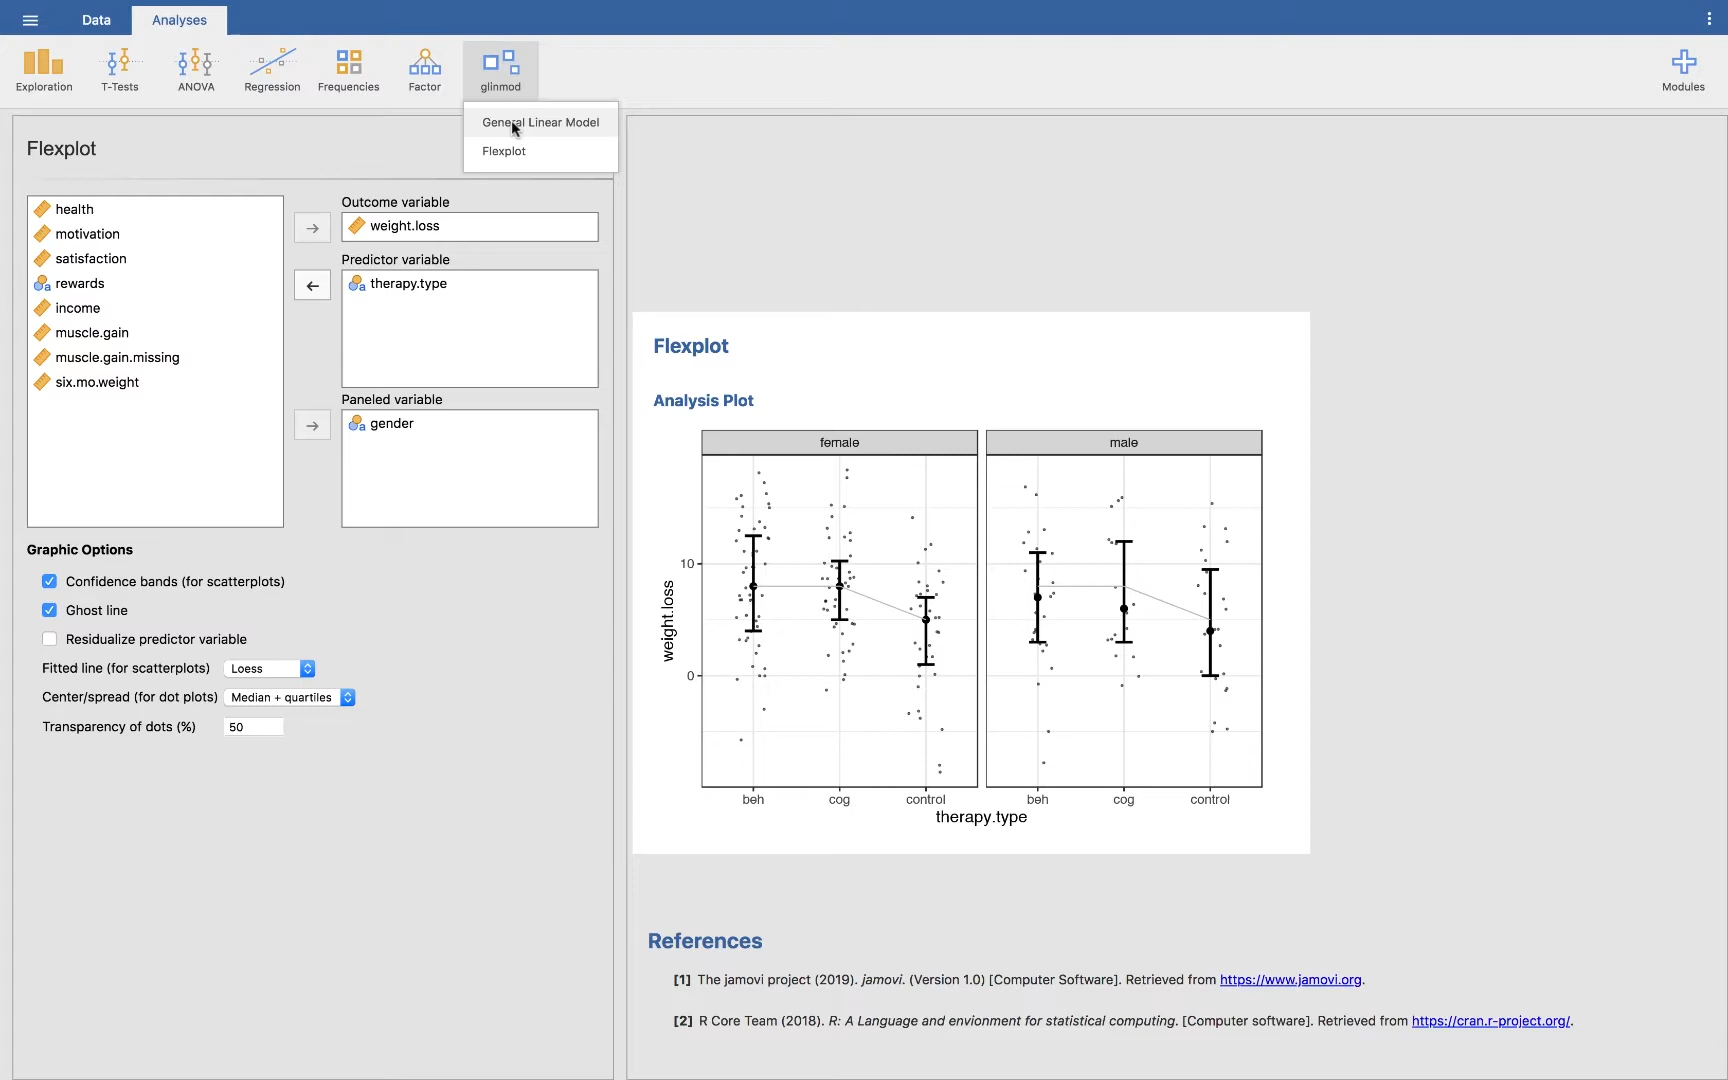 Data
Analyses
Exploration
T-Tests
ANOVA
Regression
Frequencies
Factor
glinmod
Modules
General Linear Model
Flexplot
Flexplot
health
motivation
satisfaction
rewards
income
muscle.gain
muscle.gain.missing
six.mo.weight
Outcome variable
weight.loss
Predictor variable
therapy.type
Paneled variable
gender
Graphic Options
Confidence bands (for scatterplots)
Ghost line
Residualize predictor variable
Fitted line (for scatterplots) Loess
Center/spread (for dot plots) Median + quartiles
Transparency of dots (%) 50
Flexplot
Analysis Plot
female
male
weight.loss
10
0
beh cog control
beh cog control
therapy.type
References
[1] The jamovi project (2019). jamovi. (Version 1.0) [Computer Software]. Retrieved from https://www.jamovi.org.
[2] R Core Team (2018). R: A Language and envionment for statistical computing. [Computer software]. Retrieved from https://cran.r-project.org/.